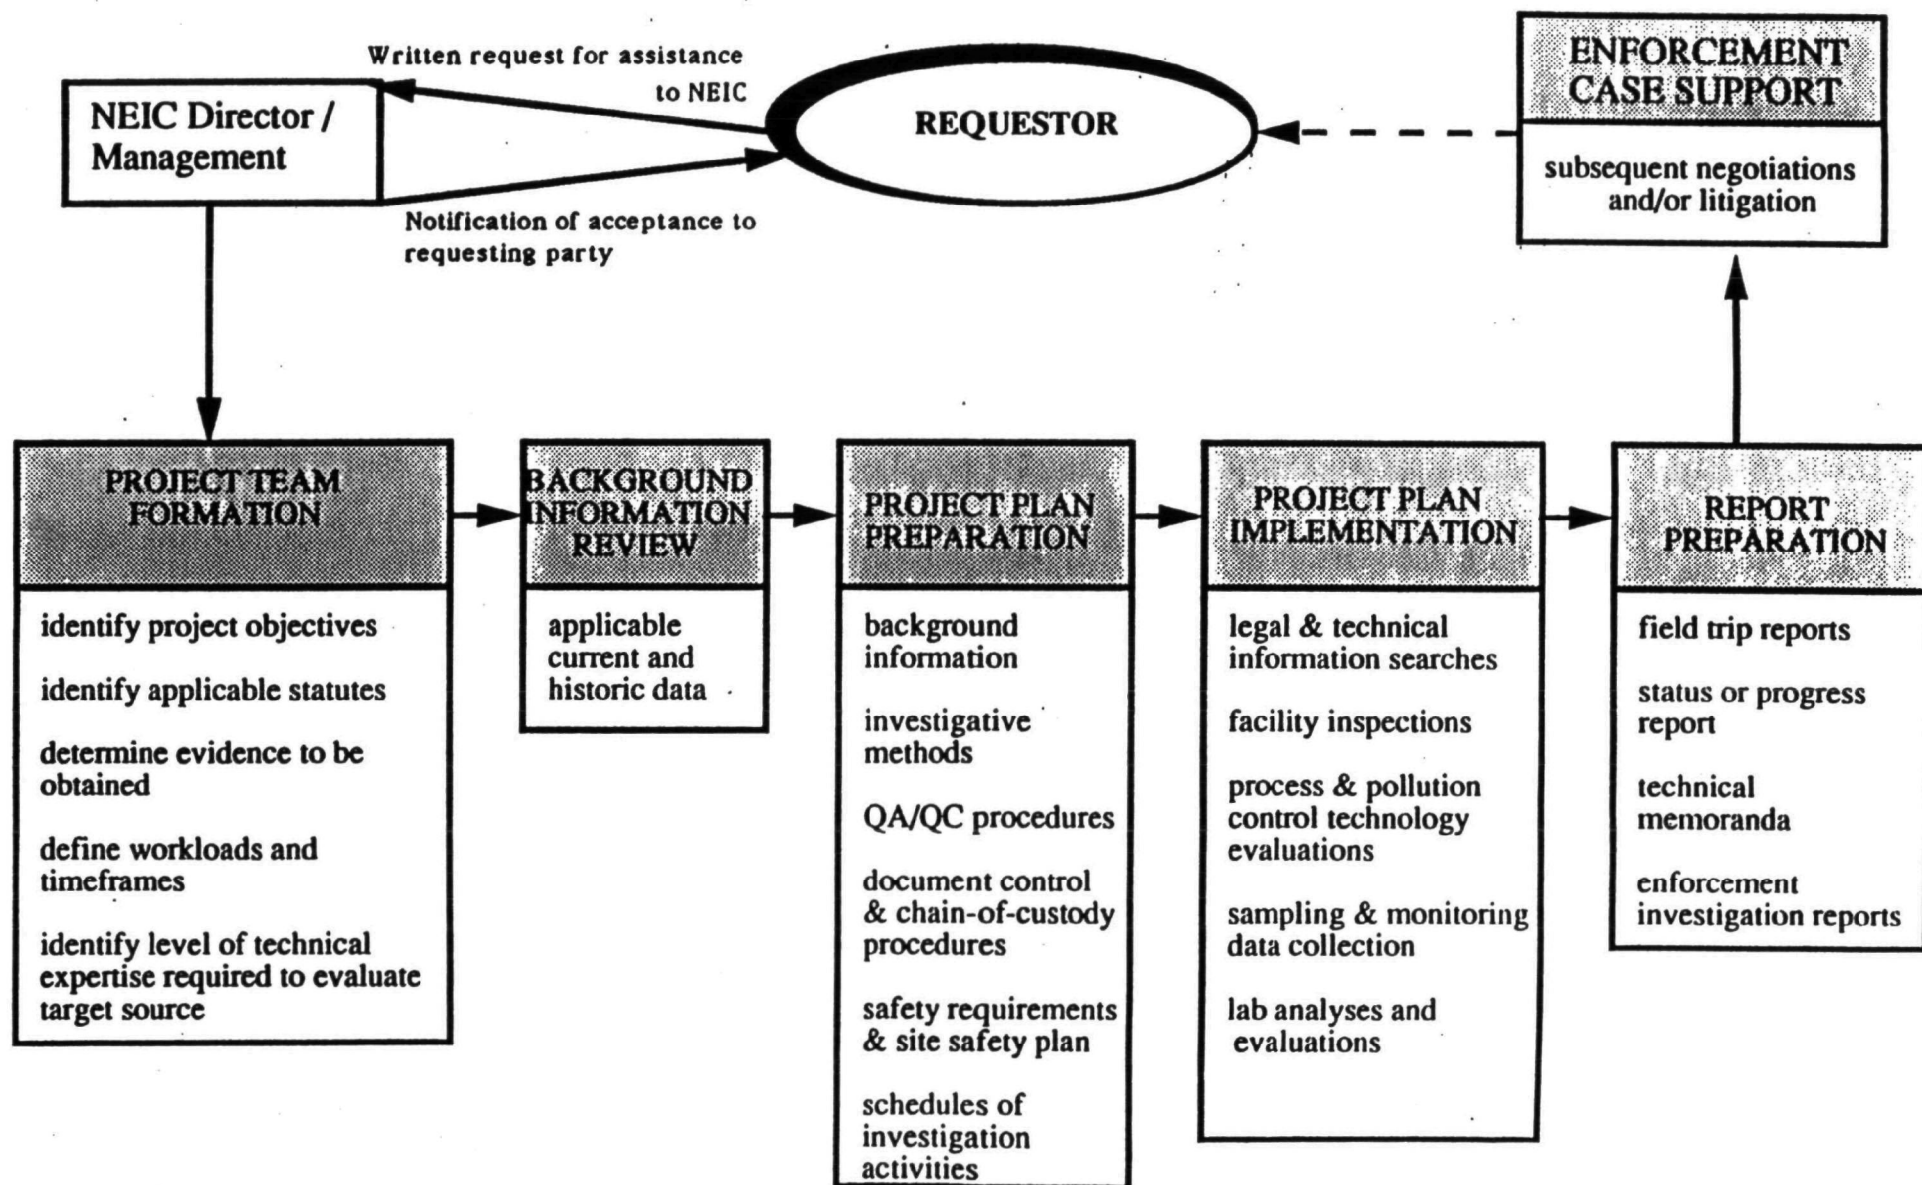 Written request for assistance
to NEIC
NEIC Director /
Management
REQUESTOR
Notification of acceptance to
requesting party
ENFORCEMENT
CASE SUPPORT
subsequent negotiations
and/or litigation
PROJECT TEAM
FORMATION
identify project objectives
identify applicable statutes
determine evidence to be
obtained
define workloads and
timeframes
identify level of technical
expertise required to evaluate
target source
BACKGROUND
INFORMATION
REVIEW
applicable
current and
historic data
PROJECT PLAN
PREPARATION
background
information
investigative
methods
QA/QC procedures
document control
& chain-of-custody
procedures
safety requirements
& site safety plan
schedules of
investigation
activities
PROJECT PLAN
IMPLEMENTATION
legal & technical
information searches
facility inspections
process & pollution
control technology
evaluations
sampling & monitoring
data collection
lab analyses and
evaluations
REPORT
PREPARATION
field trip reports
status or progress
report
technical
memoranda
enforcement
investigation reports